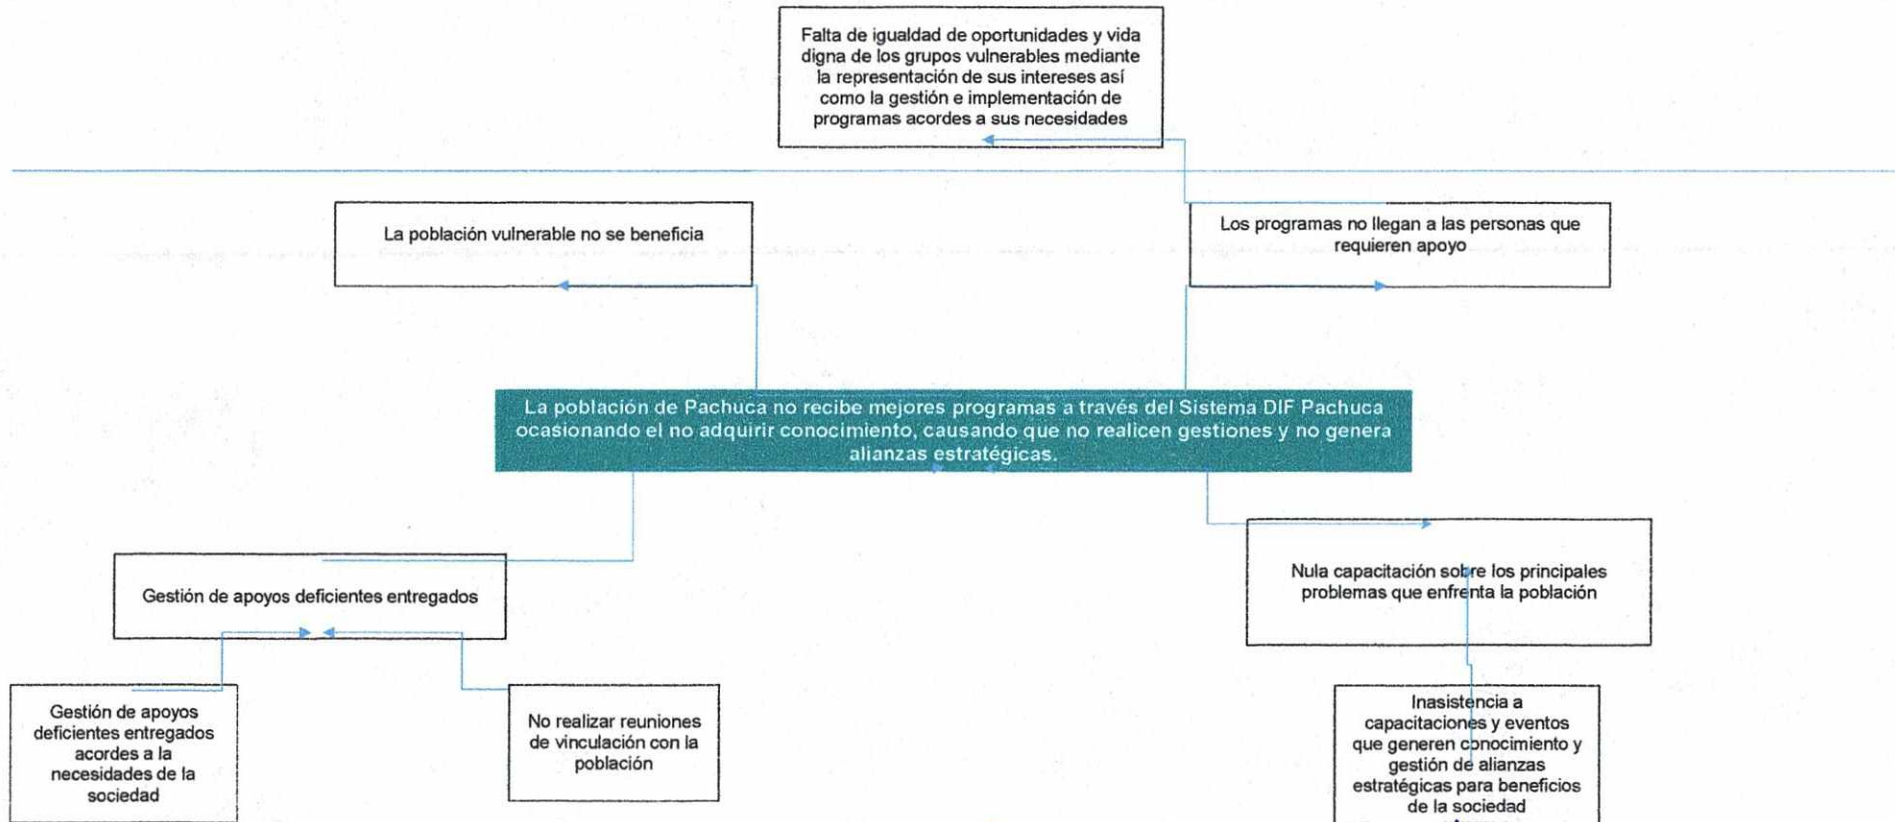 Falta de igualdad de oportunidades y vida
digna de los grupos vulnerables mediante
la representación de sus intereses así
como la gestión e implementación de
programas acordes a sus necesidades
La población vulnerable no se beneficia
Los programas no llegan a las personas que
requieren apoyo
La población de Pachuca no recibe mejores programas a través del Sistema DIF Pachuca
ocasionando el no adquirir conocimiento, causando que no realicen gestiones y no genera
alianzas estratégicas.
Gestión de apoyos deficientes entregados
Nula capacitación sobre los principales
problemas que enfrenta la población
Gestión de apoyos
deficientes entregados
acordes a la
necesidades de la
sociedad
No realizar reuniones
de vinculación con la
población
Inasistencia a
capacitaciones y eventos
que generen conocimiento y
gestión de alianzas
estratégicas para beneficios
de la sociedad